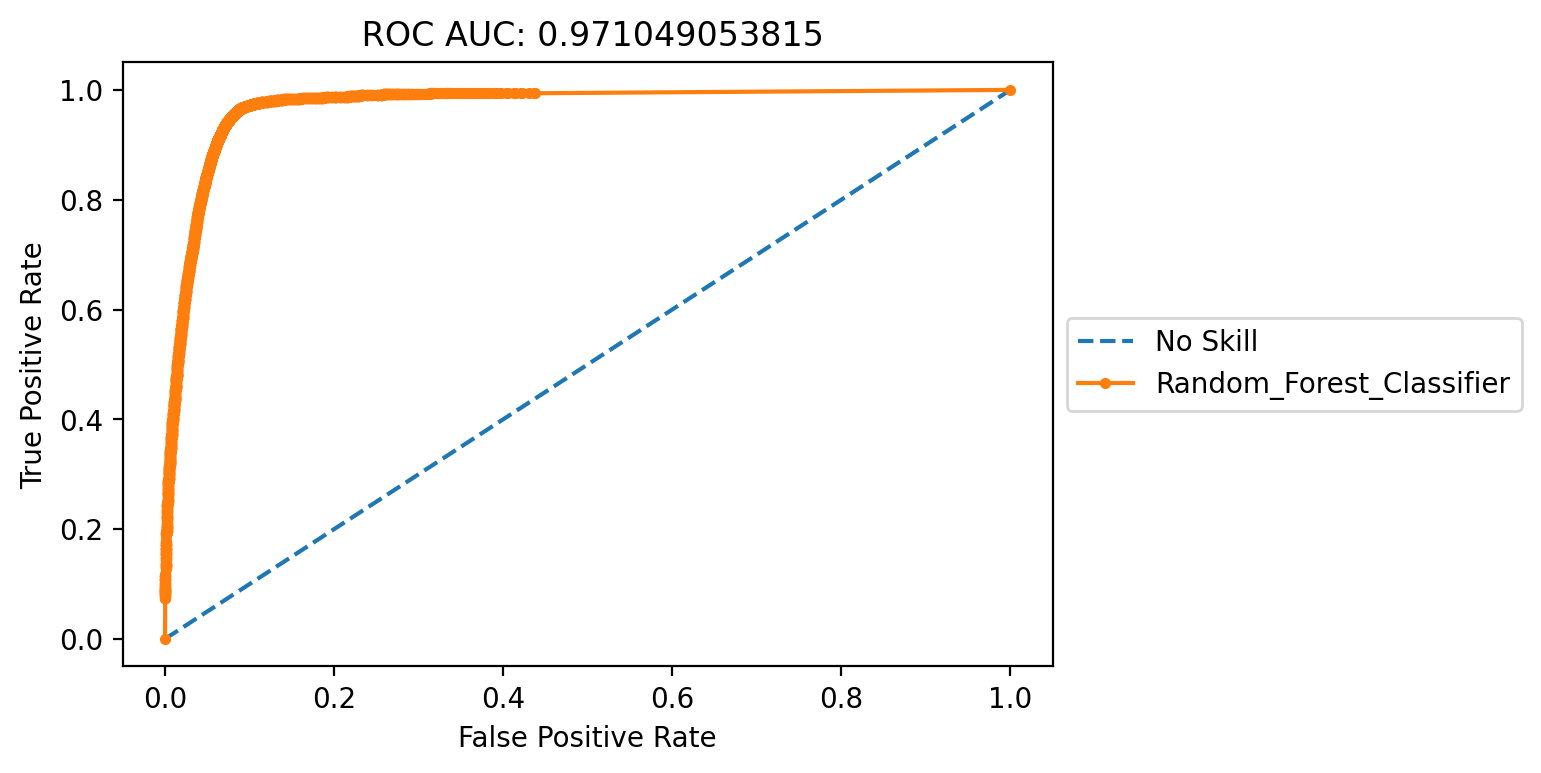 ROC AUC: 0.971049053815
1.0
0.8
0.6
0.4
0.2
0.0
True Positive Rate
0.0 0.2 0.4 0.6 0.8 1.0
False Positive Rate
No Skill
Random_Forest_Classifier